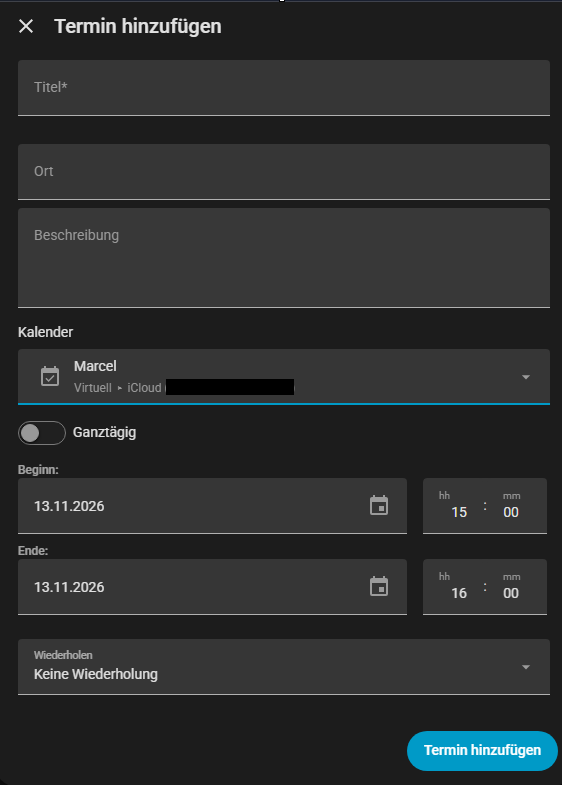 Termin hinzufügen
Titel*
Ort
Beschreibung
Kalender
Marcel
Virtuell ▸ iCloud
Ganztägig
Beginn:
13.11.2026
hh mm
15 : 00
Ende:
13.11.2026
hh mm
16 : 00
Wiederholen
Keine Wiederholung
Termin hinzufügen